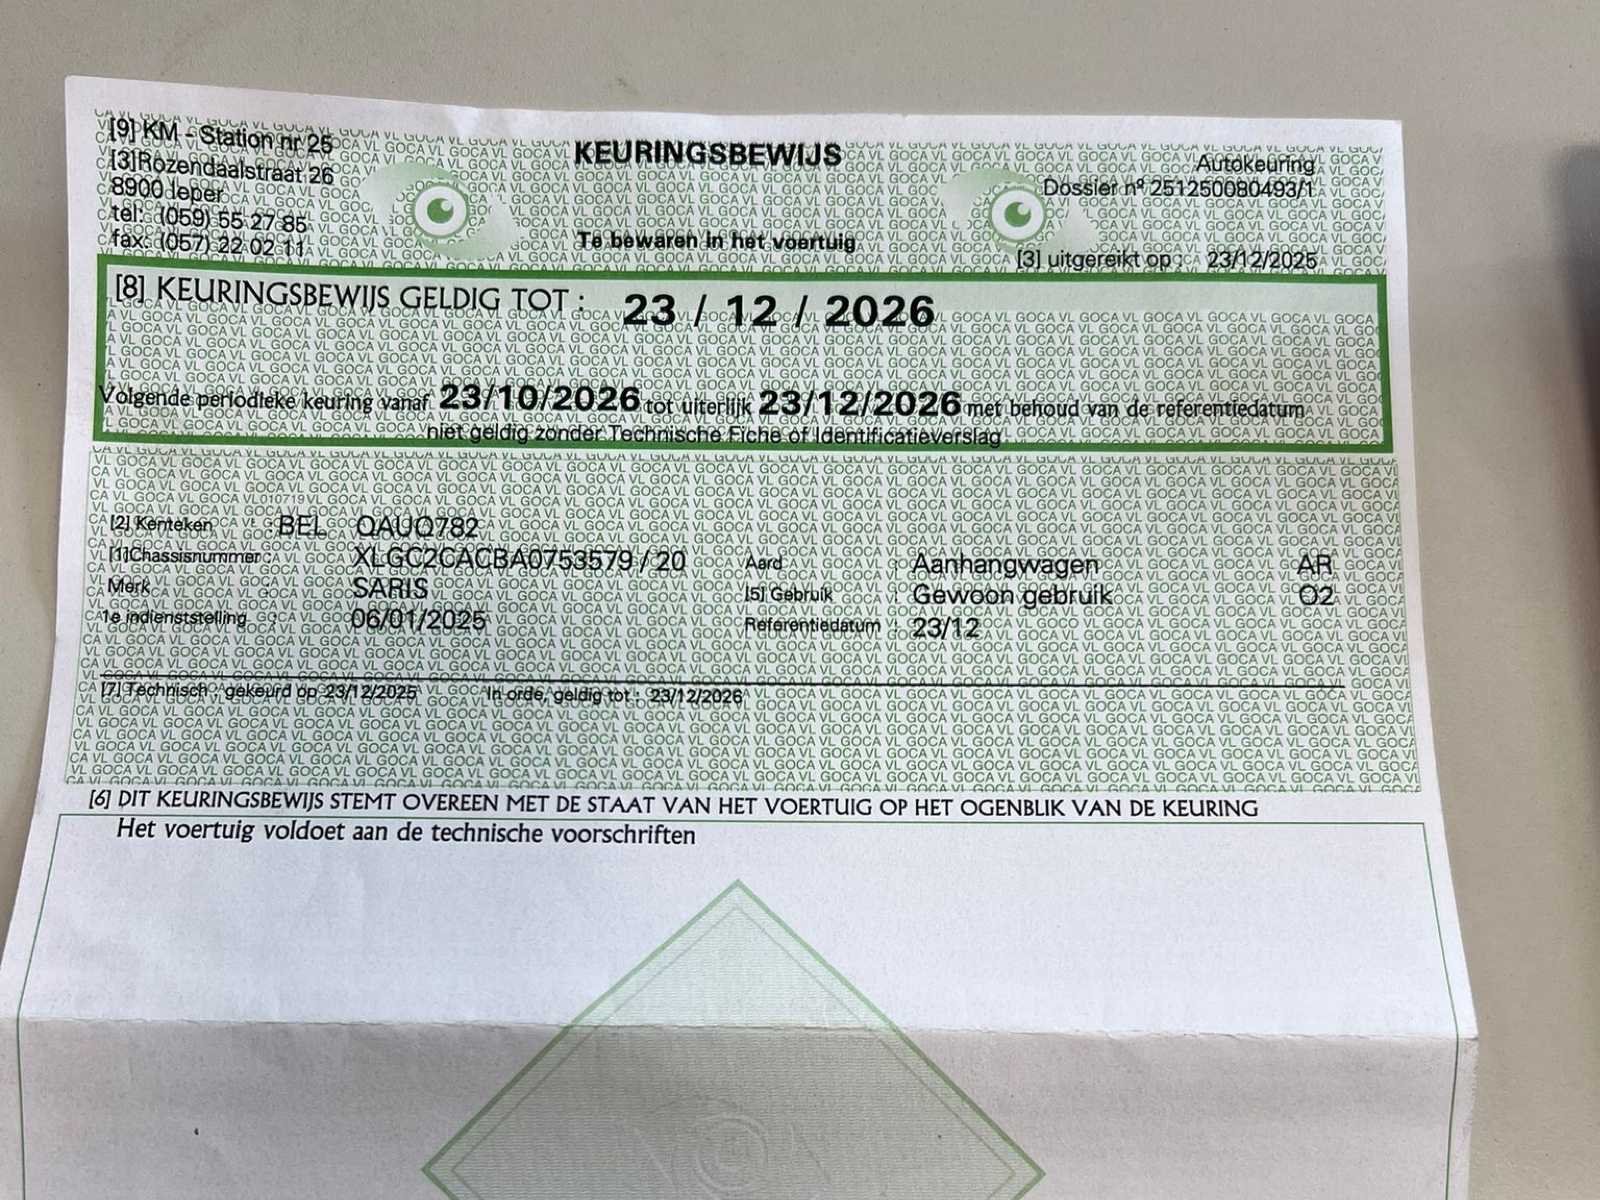 [9] KM - Station nr 25
[3] Rozendaalstraat 26
8900 Ieper
tel: (059) 55 27 85
fax: (057) 22 02 11
KEURINGSBEWIJS
Te bewaren in het voertuig
Autokeuring
Dossier nº 251250080493/1
[3] uitgereikt op : 23/12/2025
[8] KEURINGSBEWIJS GELDIG TOT : 23 / 12 / 2026
Volgende periodieke keuring vanaf 23/10/2026 tot uiterlijk 23/12/2026 met behoud van de referentiedatum
niet geldig zonder Technische Fiche of Identificatieverslag
[2] Kenteken : BEL QAUQ782
[1] Chassisnummer : XLGC2CACBA0753579 / 20
Merk : SARIS
1e indienststelling : 06/01/2025
Aard : Aanhangwagen AR
[5] Gebruik : Gewoon gebruik O2
Referentiedatum : 23/12
[7] Technisch : gekeurd op 23/12/2025 In orde, geldig tot : 23/12/2026
[6] DIT KEURINGSBEWIJS STEMT OVEREEN MET DE STAAT VAN HET VOERTUIG OP HET OGENBLIK VAN DE KEURING
Het voertuig voldoet aan de technische voorschriften